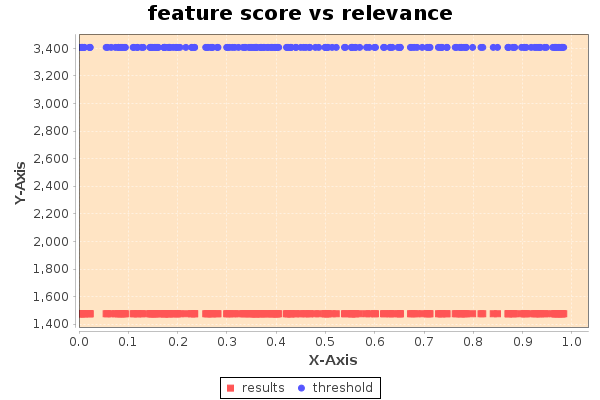 feature score vs relevance
Y-Axis
3,400
3,200
3,000
2,800
2,600
2,400
2,200
2,000
1,800
1,600
1,400
0.0 0.1 0.2 0.3 0.4 0.5 0.6 0.7 0.8 0.9 1.0
X-Axis
results threshold